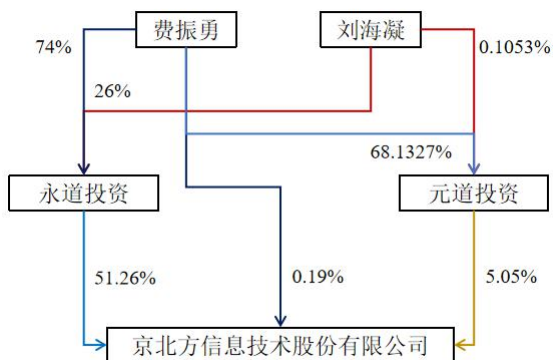 费振勇
刘海凝
74%
0.1053%
26%
68.1327%
永道投资
元道投资
51.26%
0.19%
5.05%
京北方信息技术股份有限公司